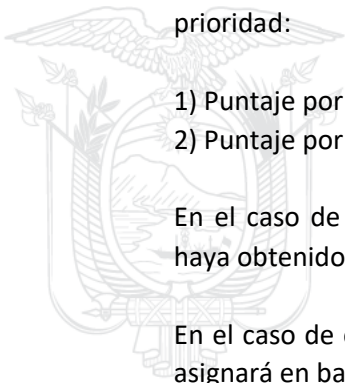 prioridad:
1) Puntaje por
2) Puntaje por
En el caso de
haya obtenido
En el caso de
asignará en ba